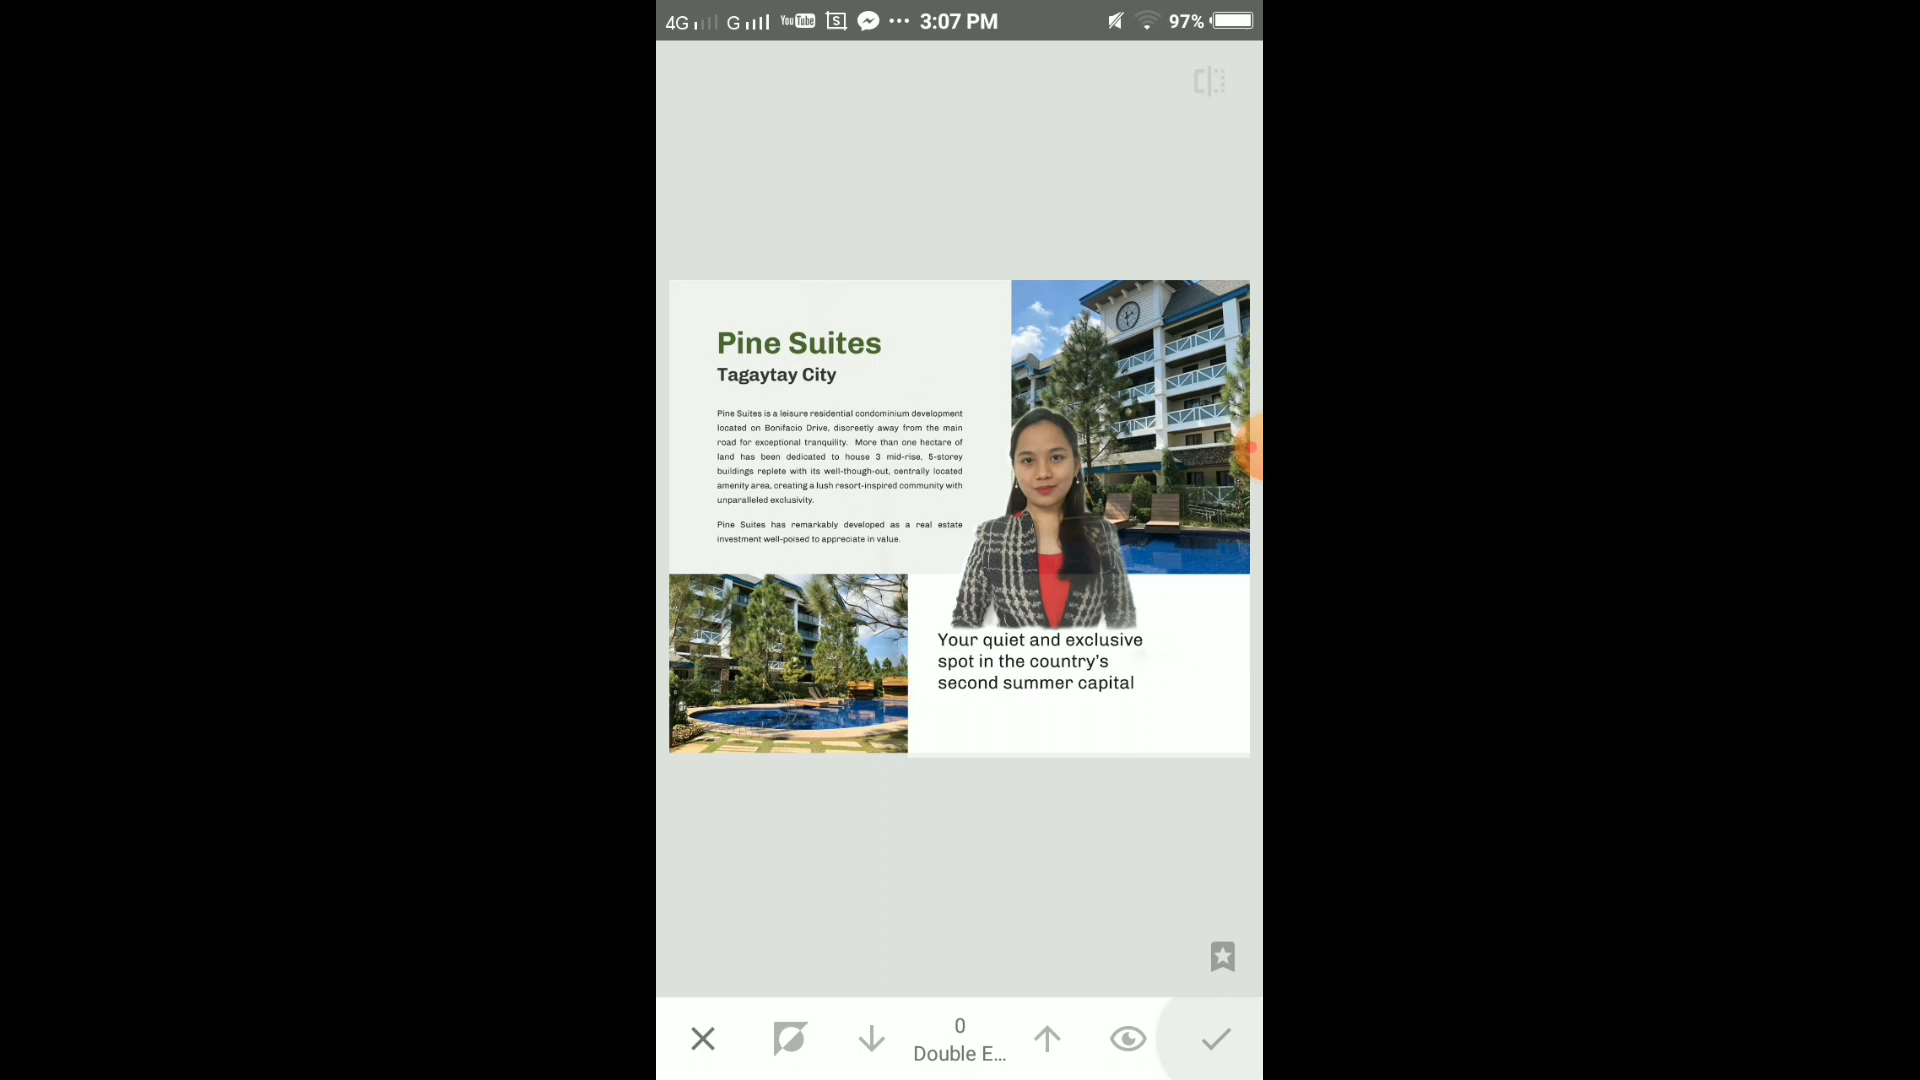 4G G YouTube S 3:07 PM 97%
Pine Suites
Tagaytay City
Pine Suites is a leisure residential condominium development
located on Bonifacio Drive, discreetly away from the main
road for exceptional tranquility. More than one hectare of
land has been dedicated to house 3 mid-rise, 5-storey
buildings replete with its well-though-out, centrally located
amenity area, creating a lush resort-inspired community with
unparalleled exclusivity.
Pine Suites has remarkably developed as a real estate
investment well-poised to appreciate in value.
Your quiet and exclusive
spot in the country's
second summer capital
0
Double E...